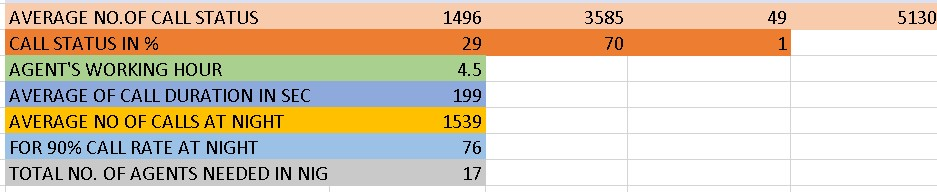 AVERAGE NO.OF CALL STATUS 1496 3585 49 5130
CALL STATUS IN % 29 70 1
AGENT'S WORKING HOUR 4.5
AVERAGE OF CALL DURATION IN SEC 199
AVERAGE NO OF CALLS AT NIGHT 1539
FOR 90% CALL RATE AT NIGHT 76
TOTAL NO. OF AGENTS NEEDED IN NIG 17